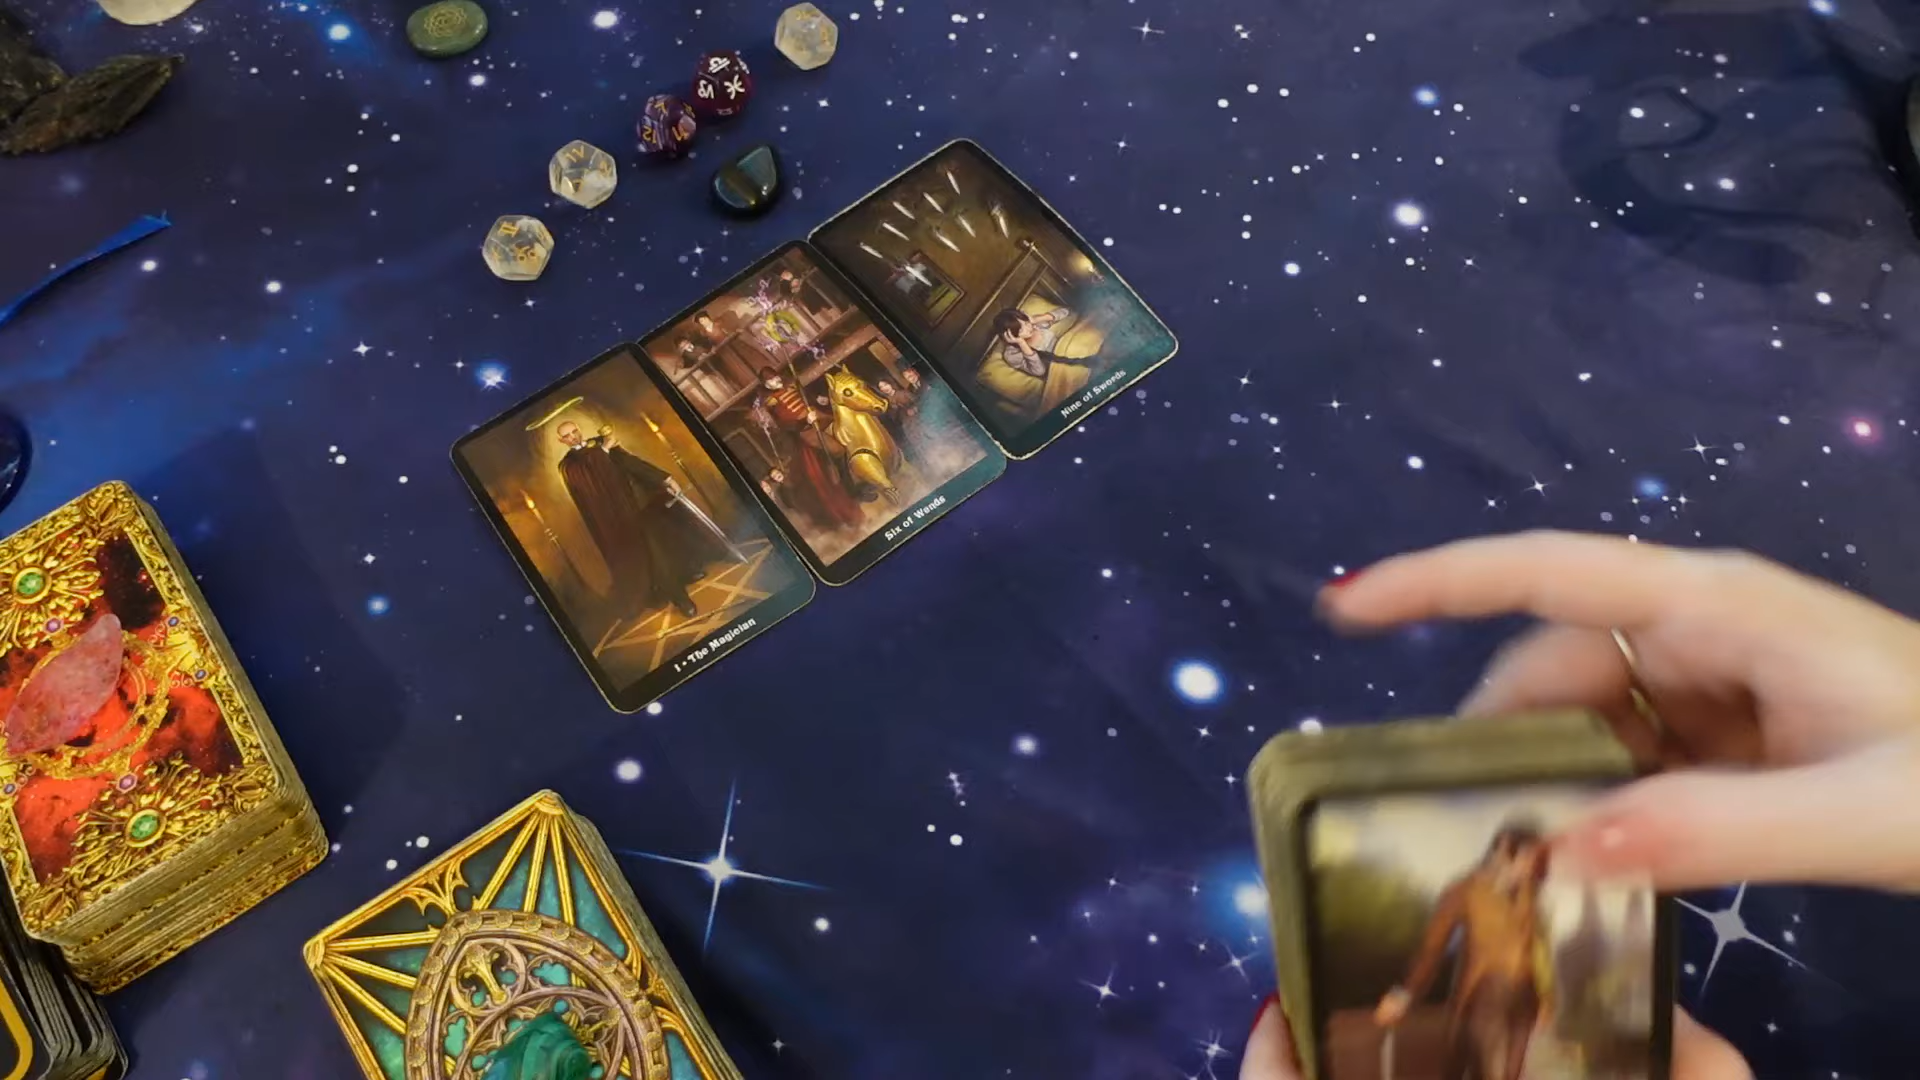 I • The Magician
Six of Wands
Nine of Swords